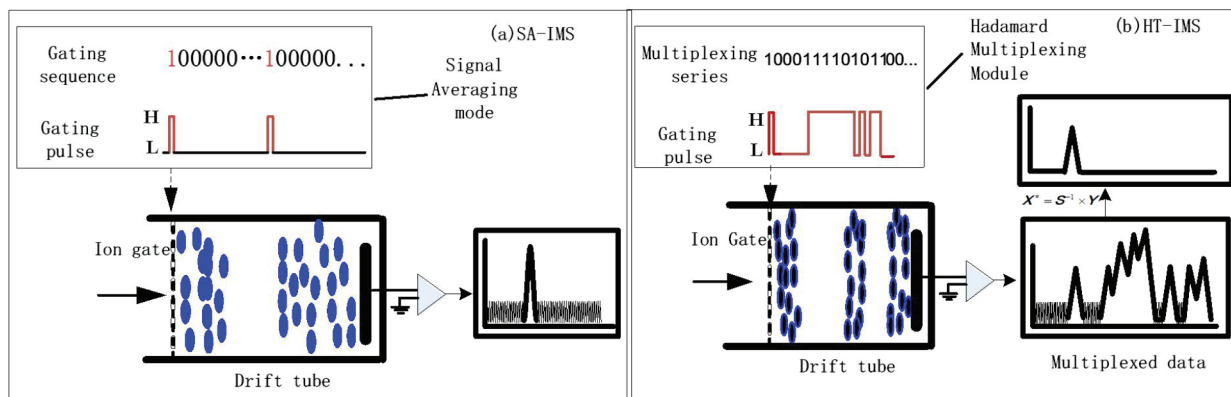 (a)SA-IMS
Gating
sequence
100000···100000...
Signal
Averaging
mode
Gating
pulse
H
L
Ion gate
Drift tube
(b)HT-IMS
Multiplexing
series
100011110101100...
Hadamard
Multiplexing
Module
Gating
pulse
H
L
Ion Gate
Drift tube
X* = S⁻¹ × Y
Multiplexed data